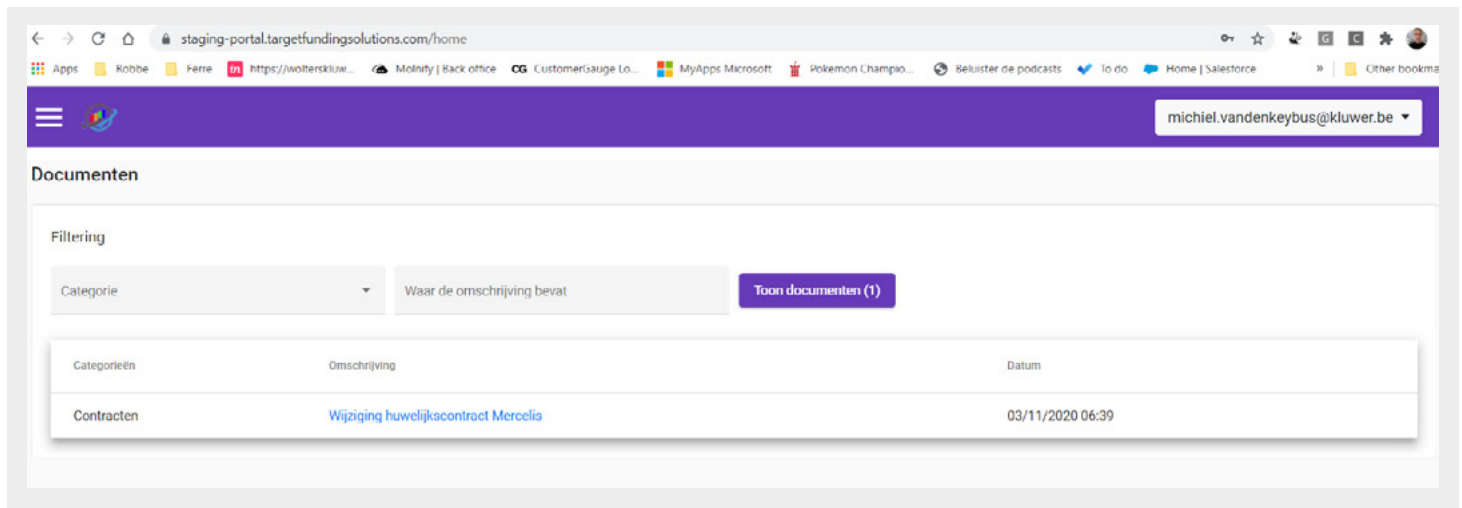 staging-portal.targetfundingsolutions.com/home
Apps Robbe Ferre in https://wolterskluw... Molnify | Back office CG CustomerGauge Lo... MyApps Microsoft Pokemon Champio... Beluister de podcasts To do Home | Salesforce » Other bookma
michiel.vandenkeybus@kluwer.be
Documenten
Filtering
Categorie Waar de omschrijving bevat Toon documenten (1)
Categorieën Omschrijving Datum
Contracten Wijziging huwelijkscontract Mercelis 03/11/2020 06:39